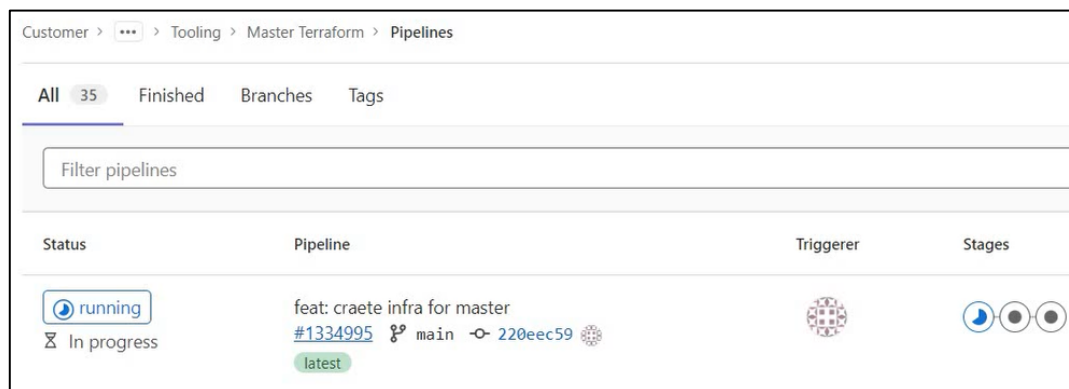 Customer > ••• > Tooling > Master Terraform > Pipelines
All 35 Finished Branches Tags
Filter pipelines
Status Pipeline Triggerer Stages
running feat: craete infra for master
#1334995 main 220eec59
In progress
latest